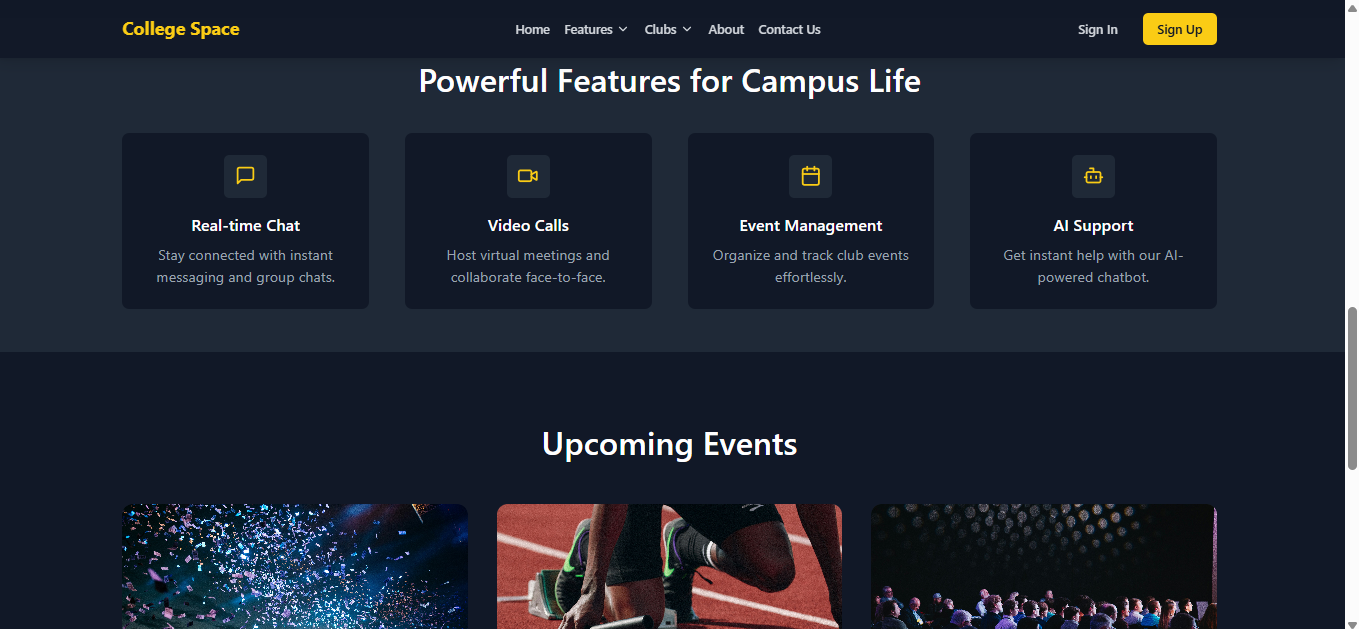 College Space
Home Features Clubs About Contact Us
Sign In
Sign Up
Powerful Features for Campus Life
Real-time Chat
Stay connected with instant
messaging and group chats.
Video Calls
Host virtual meetings and
collaborate face-to-face.
Event Management
Organize and track club events
effortlessly.
AI Support
Get instant help with our AI-
powered chatbot.
Upcoming Events